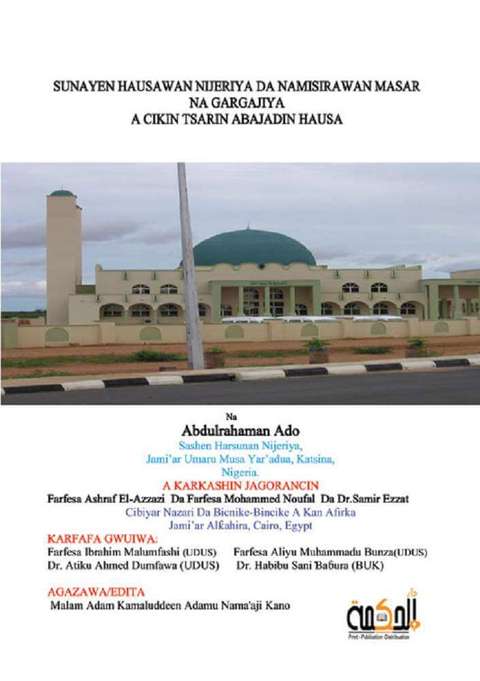 SUNAYEN HAUSAWAN NIJERIYA DA NAMISIRAWAN MASAR
NA GARGAJIYA
A CIKIN TSARIN ABAJADIN HAUSA
Na
Abdulrahaman Ado
Sashen Harsunan Nijeriya,
Jami'ar Umaru Musa Yar'adua, Katsina,
Nigeria.
A KARKASHIN JAGORANCIN
Farfesa Ashraf El-Azzazi Da Farfesa Mohammed Noufal Da Dr.Samir Ezzat
Cibiyar Nazari Da Bicnike-Bincike A Kan Afirka
Jami'ar Alƙahira, Cairo, Egypt
KARFAFA GWUIWA:
Farfesa Ibrahim Malumfashi (UDUS) Farfesa Aliyu Muhammadu Bunza(UDUS)
Dr. Atiku Ahmed Dumfawa (UDUS) Dr. Habibu Sani Ɓaɓura (BUK)
AGAZAWA/EDITA
Malam Adam Kamaluddeen Adamu Nama'aji Kano
الحكمة
Print - Publication - Distribution